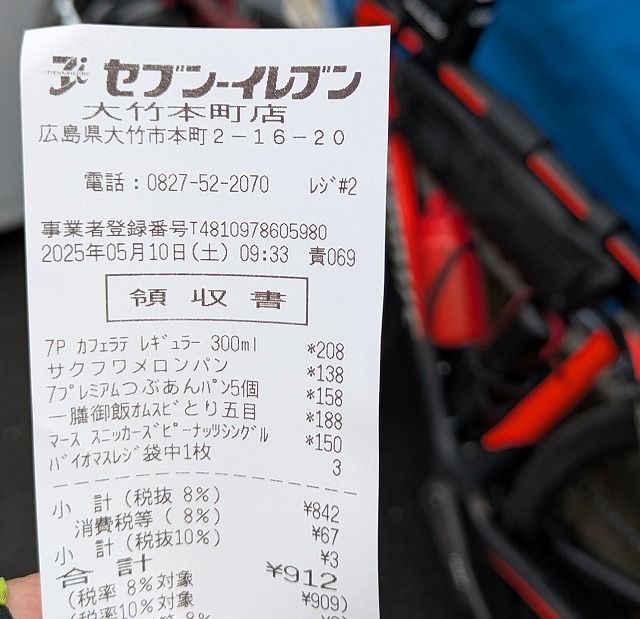 セブン-イレブン
大竹本町店
広島県大竹市本町2-16-20
電話:0827-52-2070 レジ#2
事業者登録番号T4810978605980
2025年05月10日(土) 09:33 責069
領収書
7P カフェラテ レギュラー 300ml *208
サクフワメロンパン *138
7プレミアムつぶあんパン5個 *158
一膳御飯オムスビとり五目 *188
マース スニッカーズピーナッツシングル *150
バイオマスレジ袋中1枚 3
小 計(税抜 8%) ¥842
消費税等( 8%) ¥67
小 計(税抜10%) ¥3
合 計 ¥912
(税率 8%対象 ¥909)
(税率10%対象